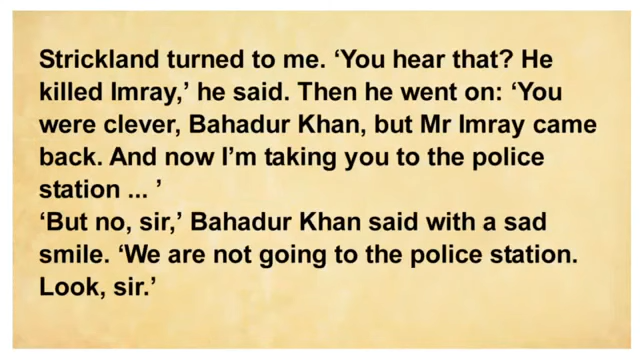 Strickland turned to me. ‘You hear that? He
killed Imray,’ he said. Then he went on: ‘You
were clever, Bahadur Khan, but Mr Imray came
back. And now I’m taking you to the police
station ... ’
‘But no, sir,’ Bahadur Khan said with a sad
smile. ‘We are not going to the police station.
Look, sir.’